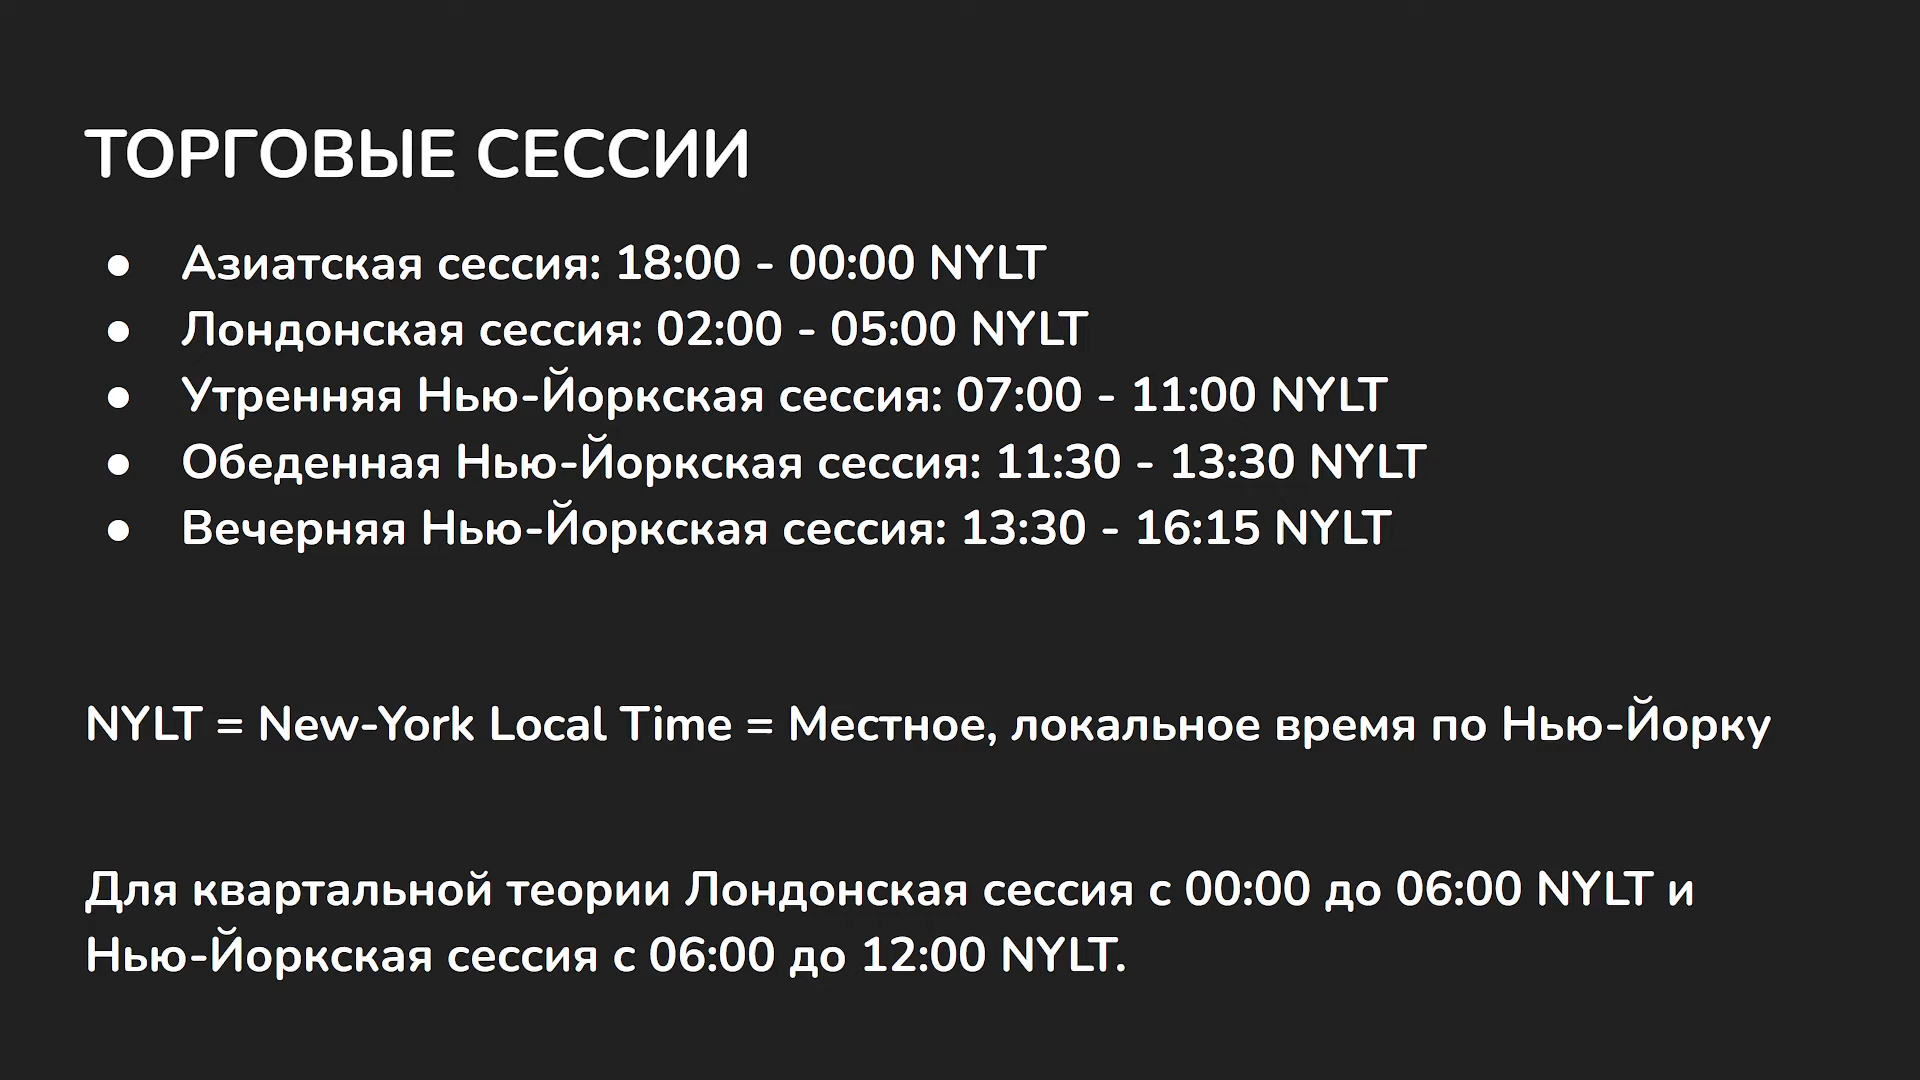 ТОРГОВЫЕ СЕССИИ
● Азиатская сессия: 18:00 - 00:00 NYLT
● Лондонская сессия: 02:00 - 05:00 NYLT
● Утренняя Нью-Йоркская сессия: 07:00 - 11:00 NYLT
● Обеденная Нью-Йоркская сессия: 11:30 - 13:30 NYLT
● Вечерняя Нью-Йоркская сессия: 13:30 - 16:15 NYLT
NYLT = New-York Local Time = Местное, локальное время по Нью-Йорку
Для квартальной теории Лондонская сессия с 00:00 до 06:00 NYLT и
Нью-Йоркская сессия с 06:00 до 12:00 NYLT.